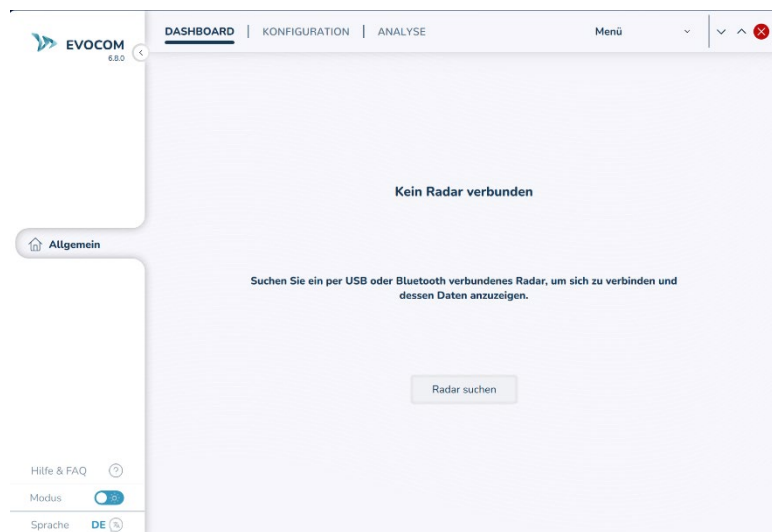 EVOCOM
6.8.0
DASHBOARD | KONFIGURATION | ANALYSE
Menü
Kein Radar verbunden
Allgemein
Suchen Sie ein per USB oder Bluetooth verbundenes Radar, um sich zu verbinden und
dessen Daten anzuzeigen.
Radar suchen
Hilfe & FAQ ?
Modus
Sprache DE